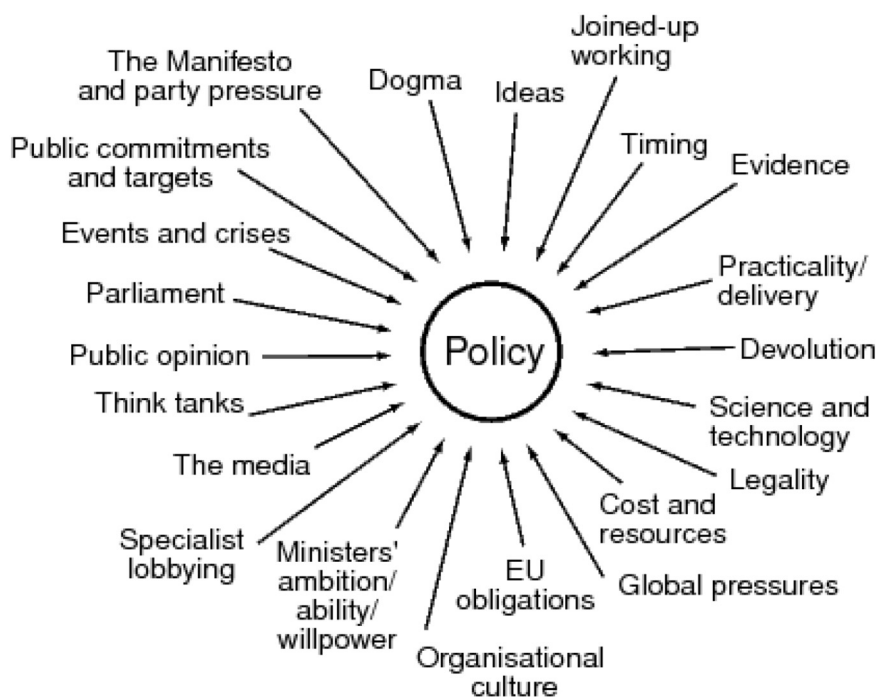 Joined-up
working
The Manifesto
and party pressure
Dogma
Ideas
Timing
Evidence
Public commitments
and targets
Events and crises
Practicality/
delivery
Parliament
Policy
Public opinion
Devolution
Think tanks
Science and
technology
The media
Legality
Cost and
resources
Specialist
lobbying
Ministers'
ambition/
ability/
willpower
EU
obligations
Global pressures
Organisational
culture